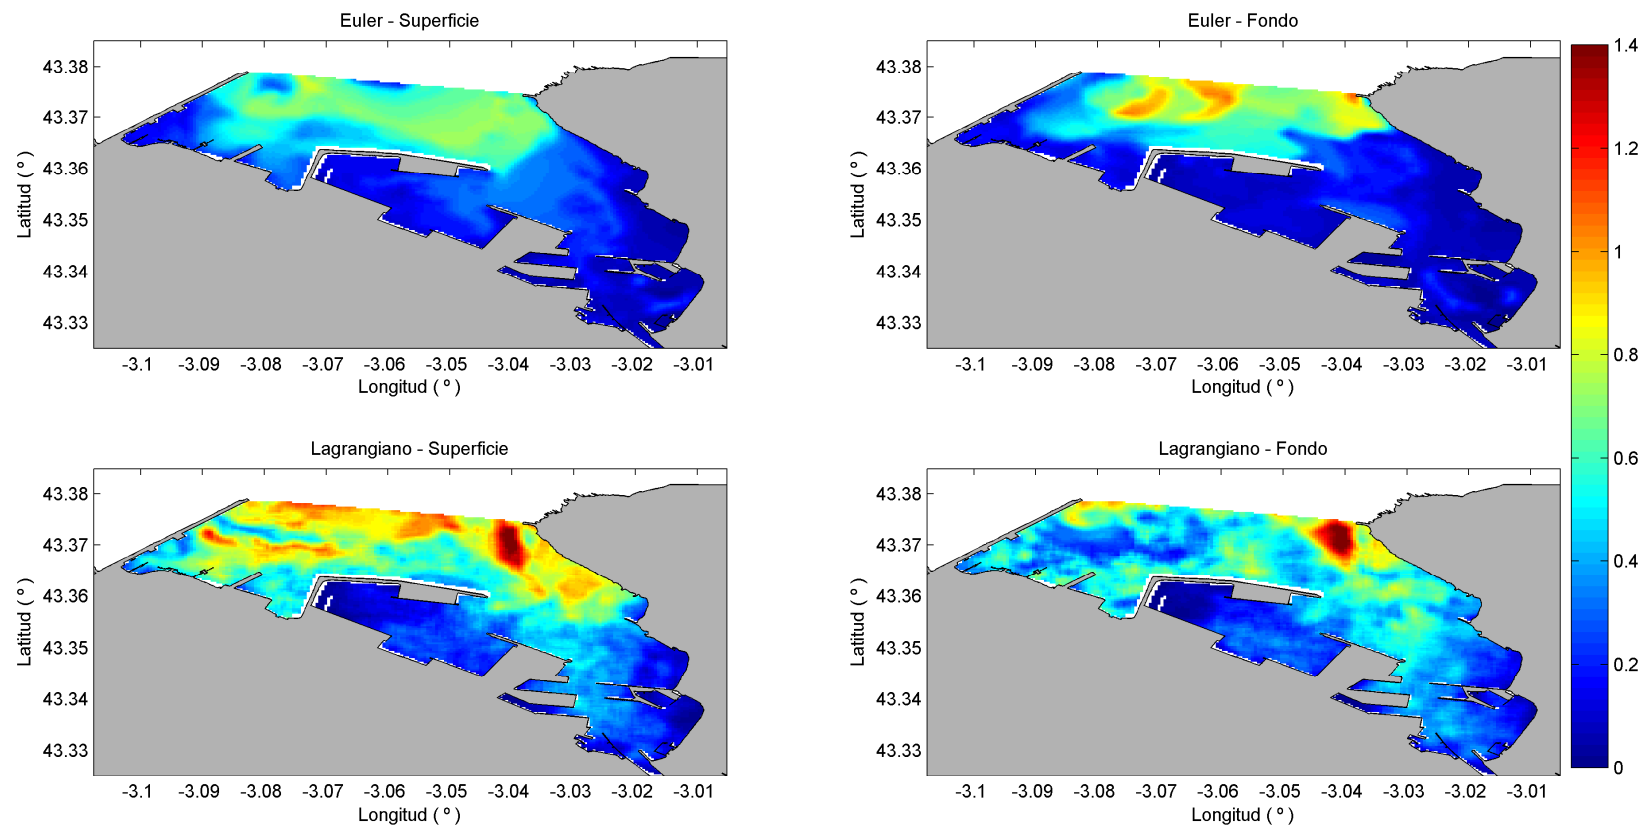 Euler - Superficie
43.38
43.37
43.36
43.35
43.34
43.33
Latitud ( º )
-3.1 -3.09 -3.08 -3.07 -3.06 -3.05 -3.04 -3.03 -3.02 -3.01
Longitud ( º )
Euler - Fondo
43.38
43.37
43.36
43.35
43.34
43.33
Latitud ( º )
-3.1 -3.09 -3.08 -3.07 -3.06 -3.05 -3.04 -3.03 -3.02 -3.01
Longitud ( º )
Lagrangiano - Superficie
43.38
43.37
43.36
43.35
43.34
43.33
Latitud ( º )
-3.1 -3.09 -3.08 -3.07 -3.06 -3.05 -3.04 -3.03 -3.02 -3.01
Longitud ( º )
Lagrangiano - Fondo
43.38
43.37
43.36
43.35
43.34
43.33
Latitud ( º )
-3.1 -3.09 -3.08 -3.07 -3.06 -3.05 -3.04 -3.03 -3.02 -3.01
Longitud ( º )
1.4
1.2
1
0.8
0.6
0.4
0.2
0